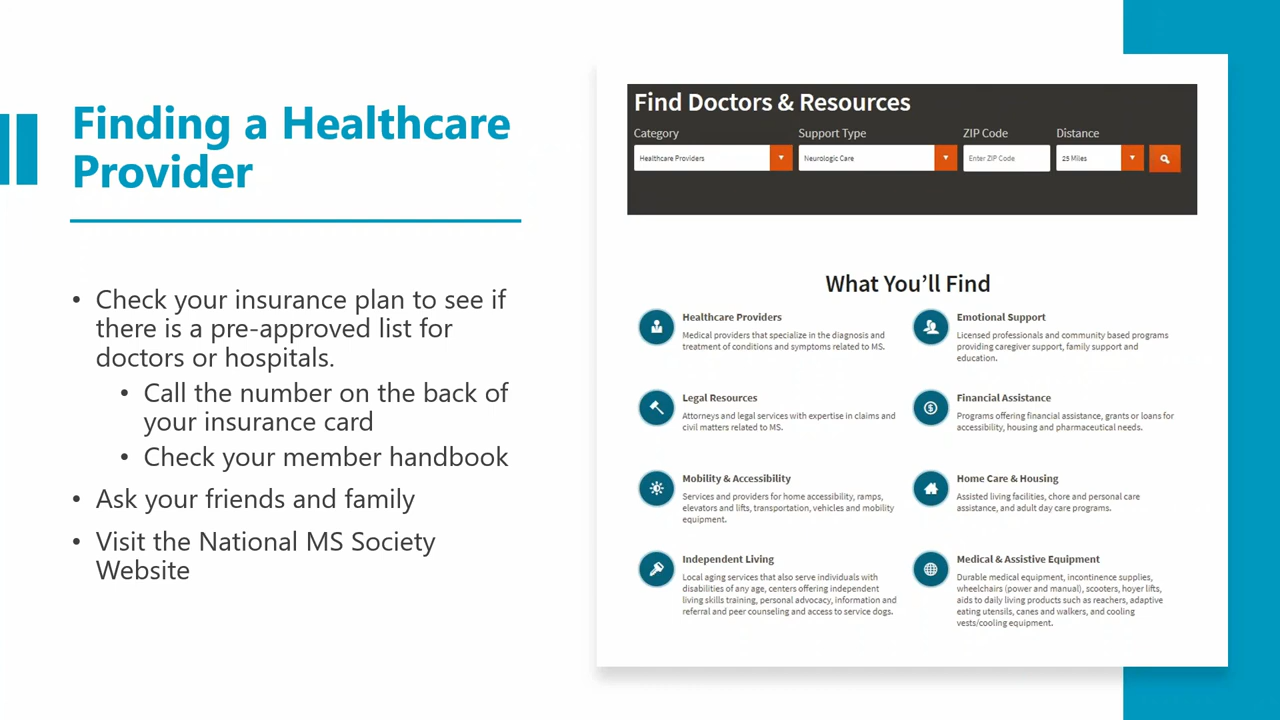 Finding a Healthcare
Provider
• Check your insurance plan to see if
there is a pre-approved list for
doctors or hospitals.
• Call the number on the back of
your insurance card
• Check your member handbook
• Ask your friends and family
• Visit the National MS Society
Website
Find Doctors & Resources
Category Support Type ZIP Code Distance
Healthcare Providers Neurologic Care Enter ZIP Code 25 Miles
What You'll Find
Healthcare Providers
Medical providers that specialize in the diagnosis and
treatment of conditions and symptoms related to MS.
Emotional Support
Licensed professionals and community based programs
providing caregiver support, family support and
education.
Legal Resources
Attorneys and legal services with expertise in claims and
civil matters related to MS.
Financial Assistance
Programs offering financial assistance, grants or loans for
accessibility, housing and pharmaceutical needs.
Mobility & Accessibility
Services and providers for home accessibility, ramps,
elevators and lifts, transportation, vehicles and mobility
equipment.
Home Care & Housing
Assisted living facilities, chore and personal care
assistance, and adult day care programs.
Independent Living
Local aging services that also serve individuals with
disabilities of any age, centers offering independent
living skills training, personal advocacy, information and
referral and peer counseling and access to service dogs.
Medical & Assistive Equipment
Durable medical equipment, incontinence supplies,
wheelchairs (power and manual), scooters, hoyer lifts,
aids to daily living products such as reachers, adaptive
eating utensils, canes and walkers, and cooling
vests/cooling equipment.